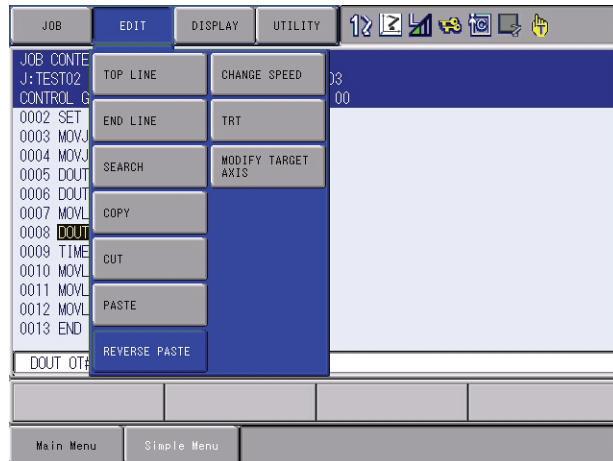 JOB EDIT DISPLAY UTILITY
JOB CONTE
J:TEST02 03
CONTROL G 00
0002 SET
0003 MOVJ
0004 MOVJ
0005 DOUT
0006 DOUT
0007 MOVL
0008 DOUT
0009 TIME
0010 MOVL
0011 MOVL
0012 MOVL
0013 END
TOP LINE
END LINE
SEARCH
COPY
CUT
PASTE
REVERSE PASTE
CHANGE SPEED
TRT
MODIFY TARGET
AXIS
DOUT OT#
Main Menu Simple Menu